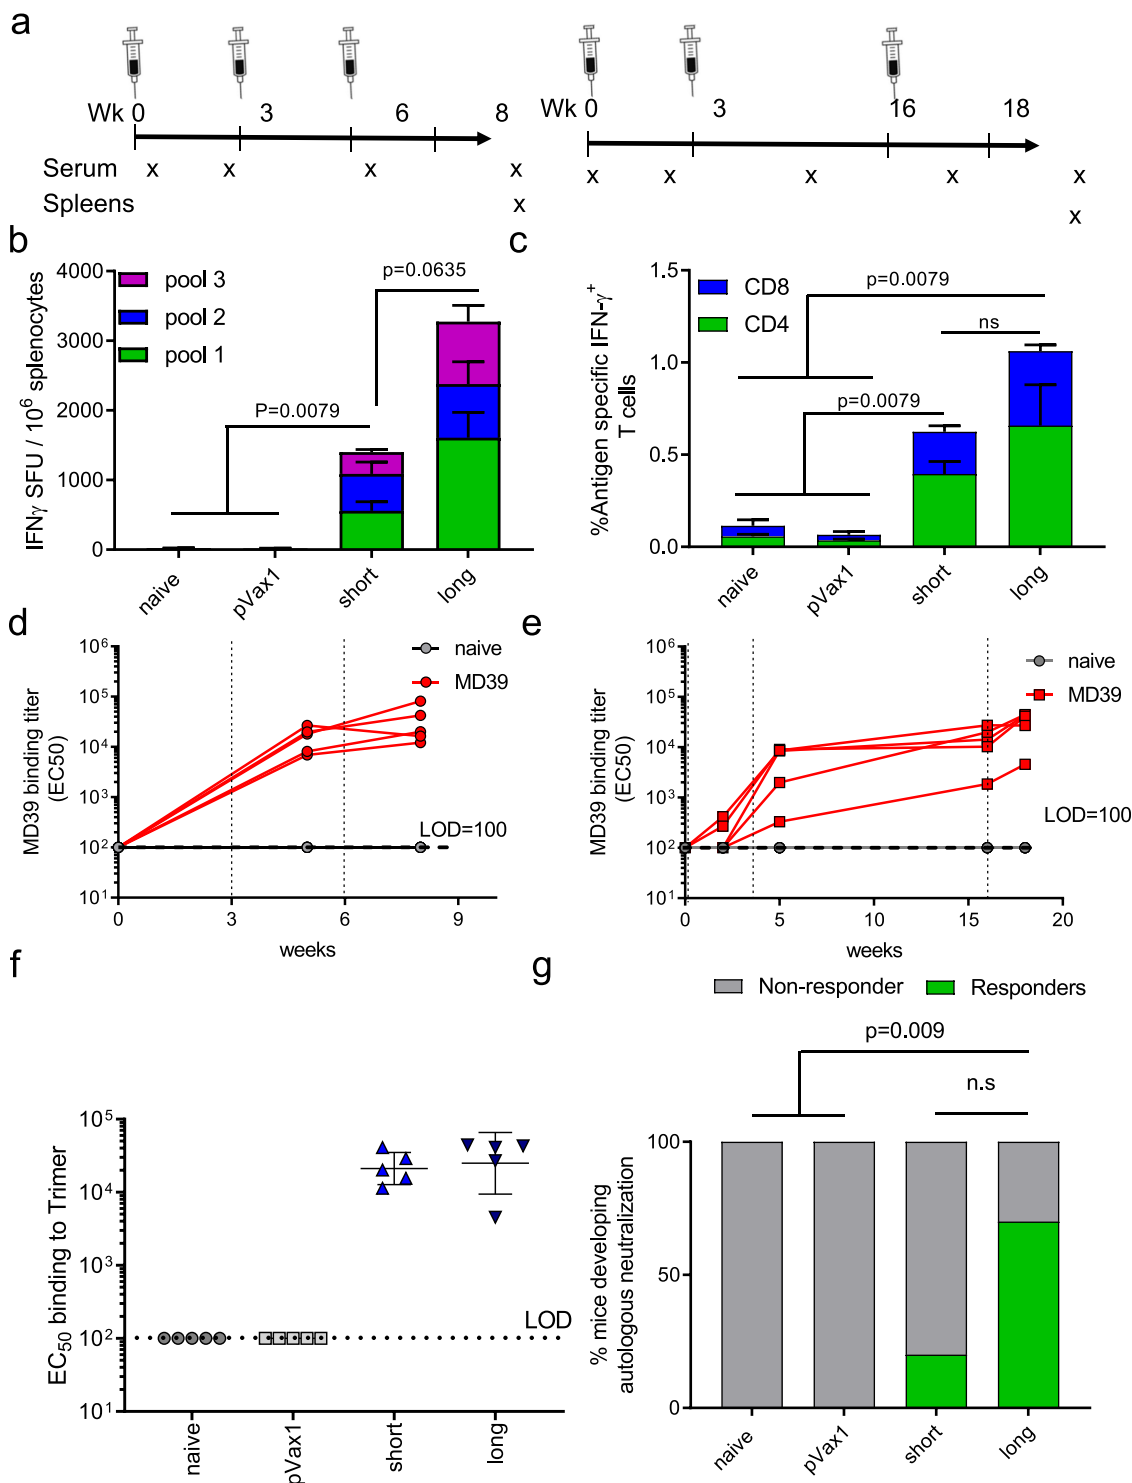 a
Wk 0 3 6 8
0 3 16 18
Serum x x x x
x x x x x
Spleens x
x
b
IFNγ SFU / 10⁶ splenocytes
4000
3000
2000
1000
0
pool 3
pool 2
pool 1
p=0.0635
P=0.0079
naive pVax1 short long
c
%Antigen specific IFN-γ⁺
T cells
1.5
1.0
0.5
0.0
CD8
CD4
p=0.0079
ns
p=0.0079
naive pVax1 short long
d
MD39 binding titer
(EC50)
10⁶
10⁵
10⁴
10³
10²
10¹
naive
MD39
LOD=100
0 3 6 9
weeks
e
MD39 binding titer
(EC50)
10⁶
10⁵
10⁴
10³
10²
10¹
naive
MD39
LOD=100
0 5 10 15 20
weeks
f
EC₅₀ binding to Trimer
10⁵
10⁴
10³
10²
10¹
LOD
naive pVax1 short long
g
Non-responder Responders
p=0.009
n.s
% mice developing
autologous neutralization
100
50
0
naive pVax1 short long